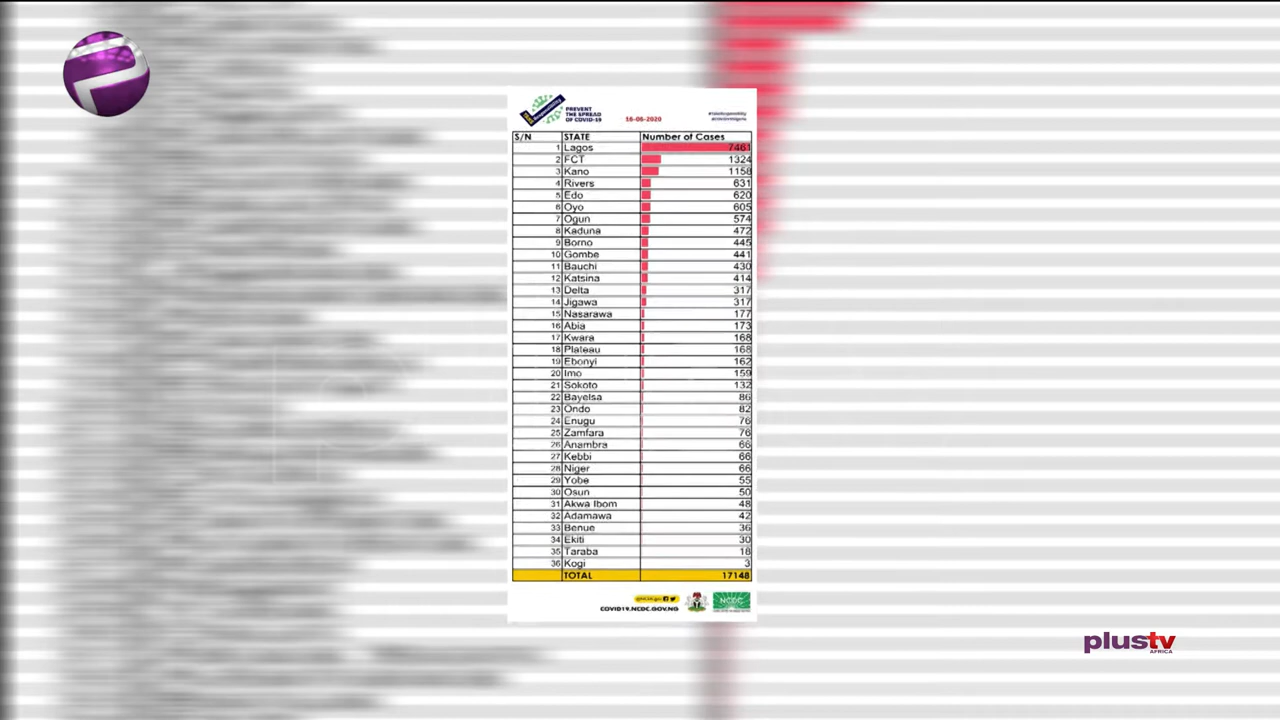 PREVENT
THE SPREAD
OF COVID-19
16-06-2020
S/N STATE Number of Cases
1 Lagos 7461
2 FCT 1324
3 Kano 1158
4 Rivers 631
5 Edo 620
6 Oyo 605
7 Ogun 574
8 Kaduna 472
9 Borno 445
10 Gombe 441
11 Bauchi 430
12 Katsina 414
13 Delta 317
14 Jigawa 317
15 Nasarawa 177
16 Abia 173
17 Kwara 168
18 Plateau 168
19 Ebonyi 162
20 Imo 159
21 Sokoto 132
22 Bayelsa 86
23 Ondo 82
24 Enugu 76
25 Zamfara 76
26 Anambra 66
27 Kebbi 66
28 Niger 66
29 Yobe 55
30 Osun 50
31 Akwa Ibom 48
32 Adamawa 42
33 Benue 36
34 Ekiti 30
35 Taraba 18
36 Kogi 3
TOTAL 17148
COVID19.NCDC.GOV.NG
NCDC
plustv
AFRICA